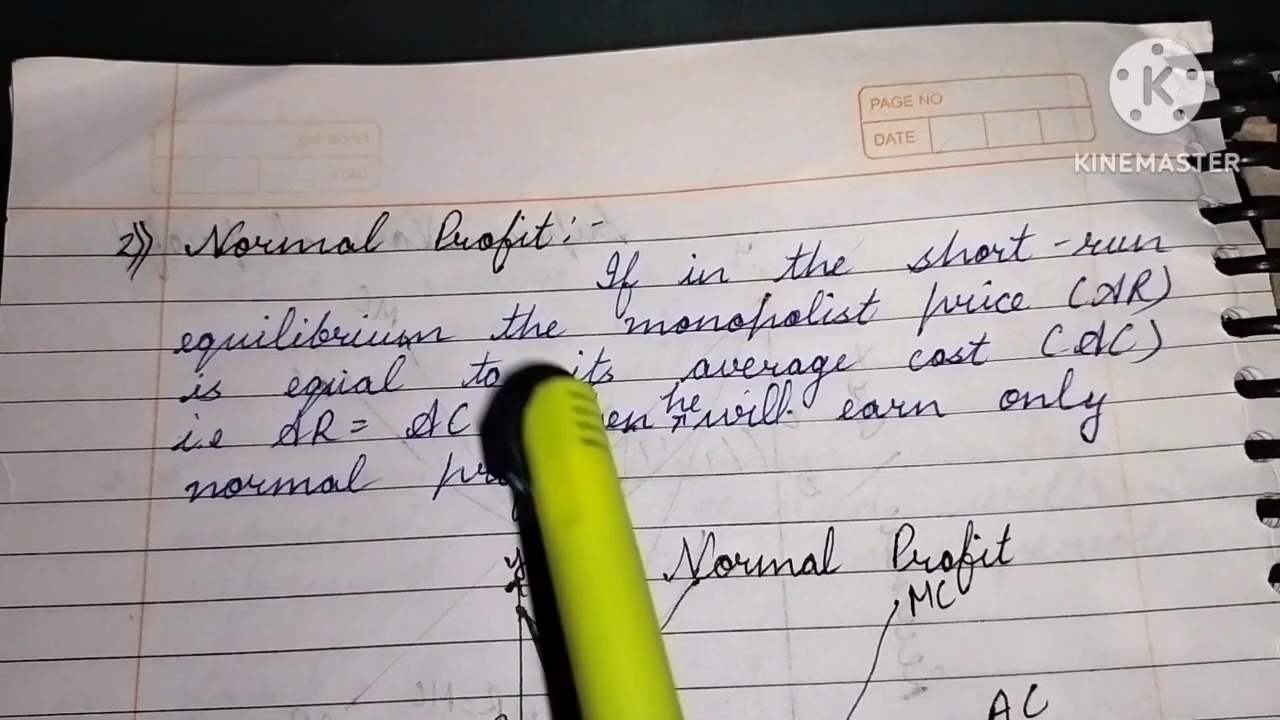 PAGE NO
DATE
KINEMASTER
2)) Normal Profit :-
If in the short-run
equilibrium the monopolist price (AR)
is equal to its average cost (AC)
i.e AR = AC he will earn only
normal
y
Normal Profit
MC
AC